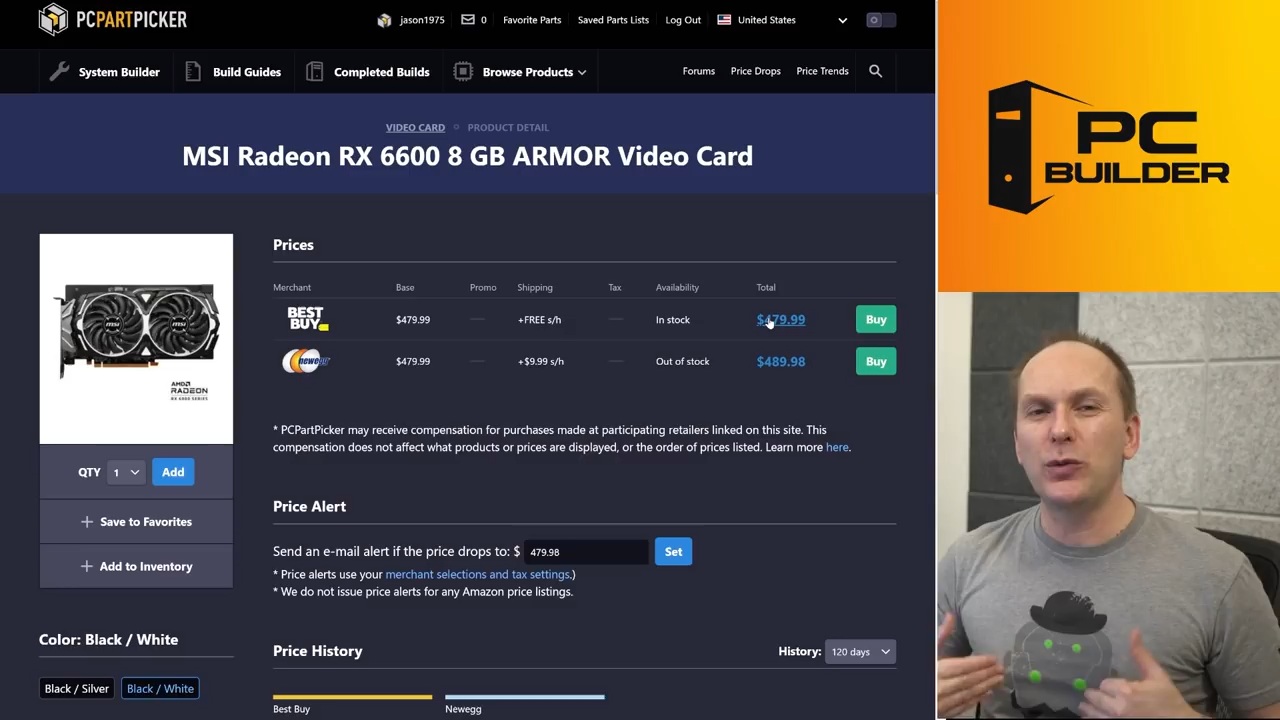 PCPARTPICKER
jason1975
0
Favorite Parts
Saved Parts Lists
Log Out
United States
System Builder
Build Guides
Completed Builds
Browse Products
Forums
Price Drops
Price Trends
VIDEO CARD
PRODUCT DETAIL
MSI Radeon RX 6600 8 GB ARMOR Video Card
PC
BUILDER
Prices
Merchant Base Promo Shipping Tax Availability Total
BEST BUY $479.99 — +FREE s/h — In stock $479.99 Buy
newegg $479.99 — +$9.99 s/h — Out of stock $489.98 Buy
* PCPartPicker may receive compensation for purchases made at participating retailers linked on this site. This
compensation does not affect what products or prices are displayed, or the order of prices listed. Learn more here.
msi msi
AMD
RADEON
RX 6000 SERIES
QTY 1 Add
+ Save to Favorites
+ Add to Inventory
Price Alert
Send an e-mail alert if the price drops to: $ 479.98 Set
* Price alerts use your merchant selections and tax settings.)
* We do not issue price alerts for any Amazon price listings.
Color: Black / White
Black / Silver
Black / White
Price History
History: 120 days
Best Buy
Newegg